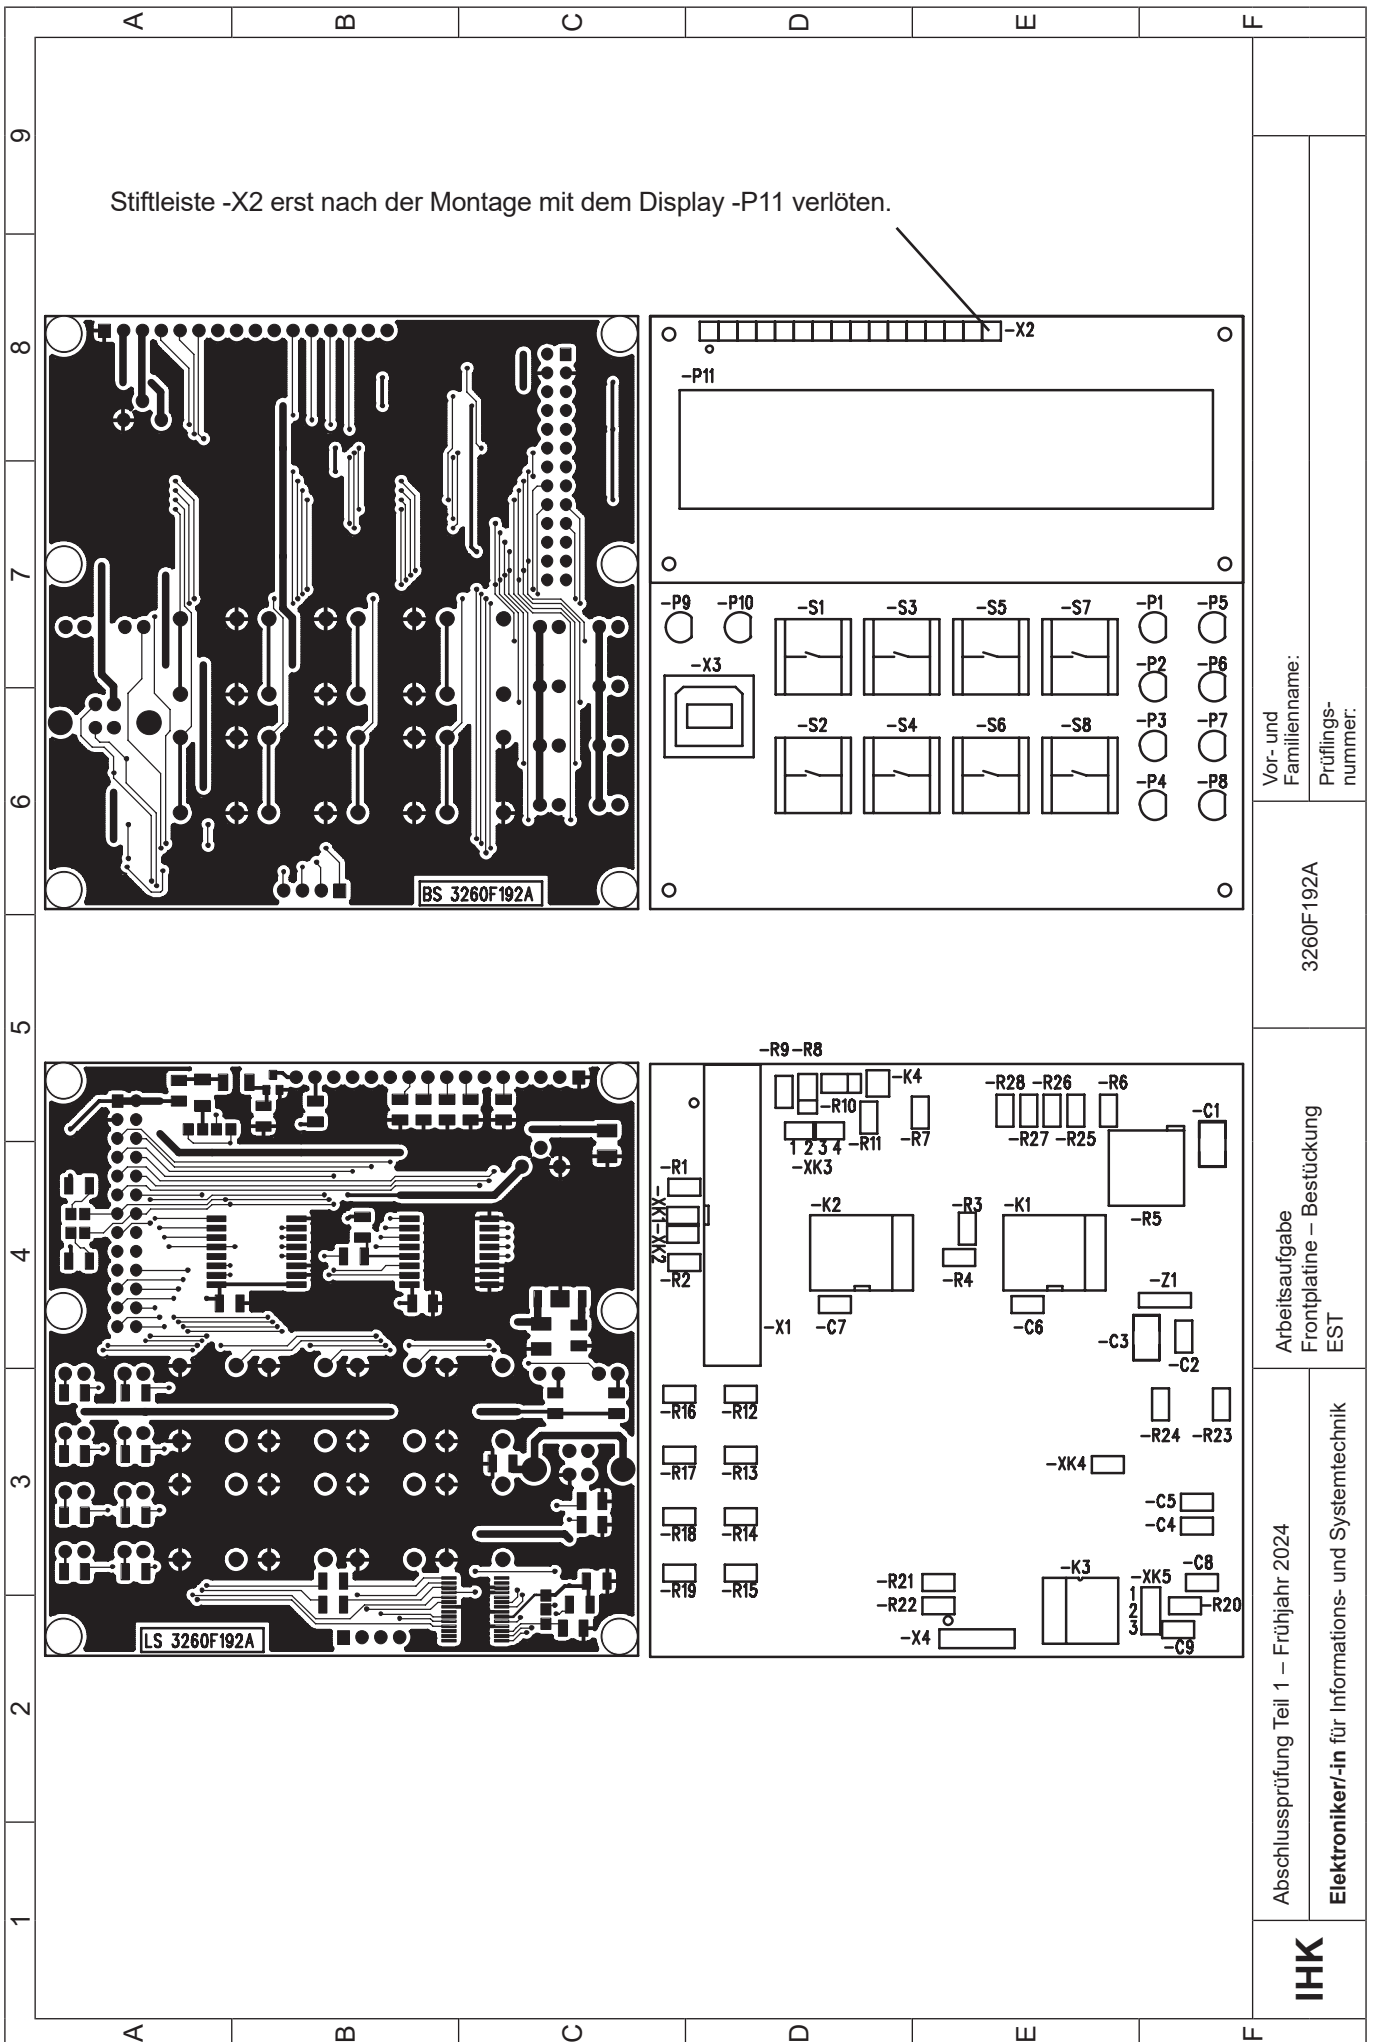 A
B
C
D
E
F
9
Stiftleiste -X2 erst nach der Montage mit dem Display -P11 verlöten.
8
-X2
-P11
7
-P9
-P10
-S1
-S3
-S5
-S7
-P1
-P5
-X3
-P2
-P6
-S2
-S4
-S6
-S8
-P3
-P7
-P4
-P8
6
BS 3260F192A
5
-R9
-R8
-K4
-R28
-R26
-R6
-R10
-C1
-R11
-R7
-R27
-R25
1 2 3 4
-XK3
-R1
-XK1
-XK2
-K2
-R3
-K1
-R5
4
-R2
-R4
-Z1
-X1
-C7
-C6
-C3
-C2
-R16
-R12
-R24
-R23
-R17
-R13
-XK4
3
-C5
-C4
-R18
-R14
-K3
-XK5
-C8
-R19
-R15
-R21
-R22
1
2
3
-R20
-X4
-C9
LS 3260F192A
2
1
A
B
C
D
E
F
IHK
Abschlussprüfung Teil 1 – Frühjahr 2024
Elektroniker/-in für Informations- und Systemtechnik
Arbeitsaufgabe
Frontplatine – Bestückung
EST
3260F192A
Vor- und
Familienname:
Prüflings-
nummer: